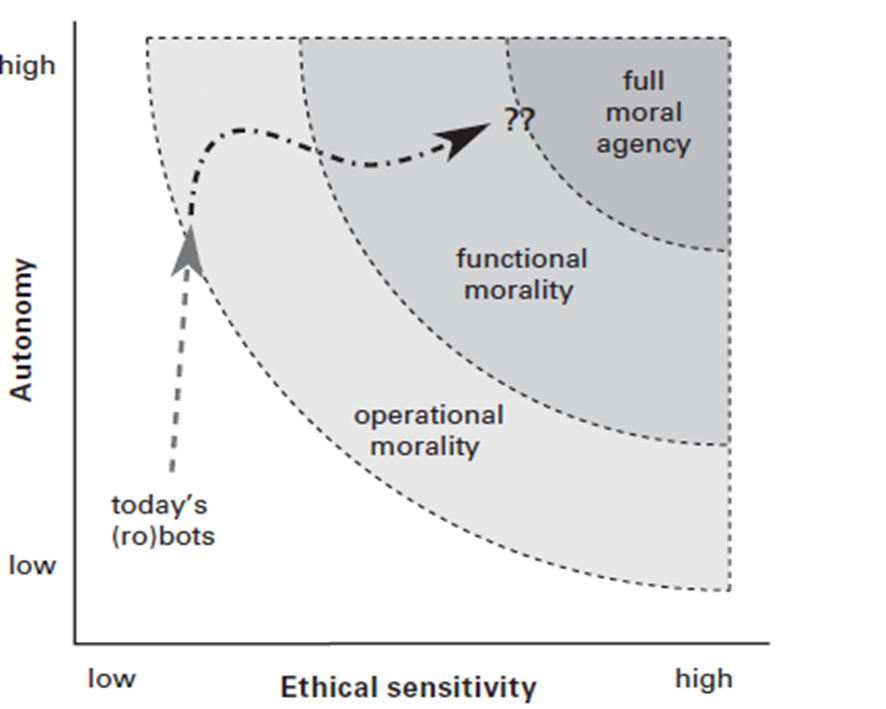 high
full
moral
agency
??
functional
morality
Autonomy
operational
morality
today's
(ro)bots
low
low
Ethical sensitivity
high